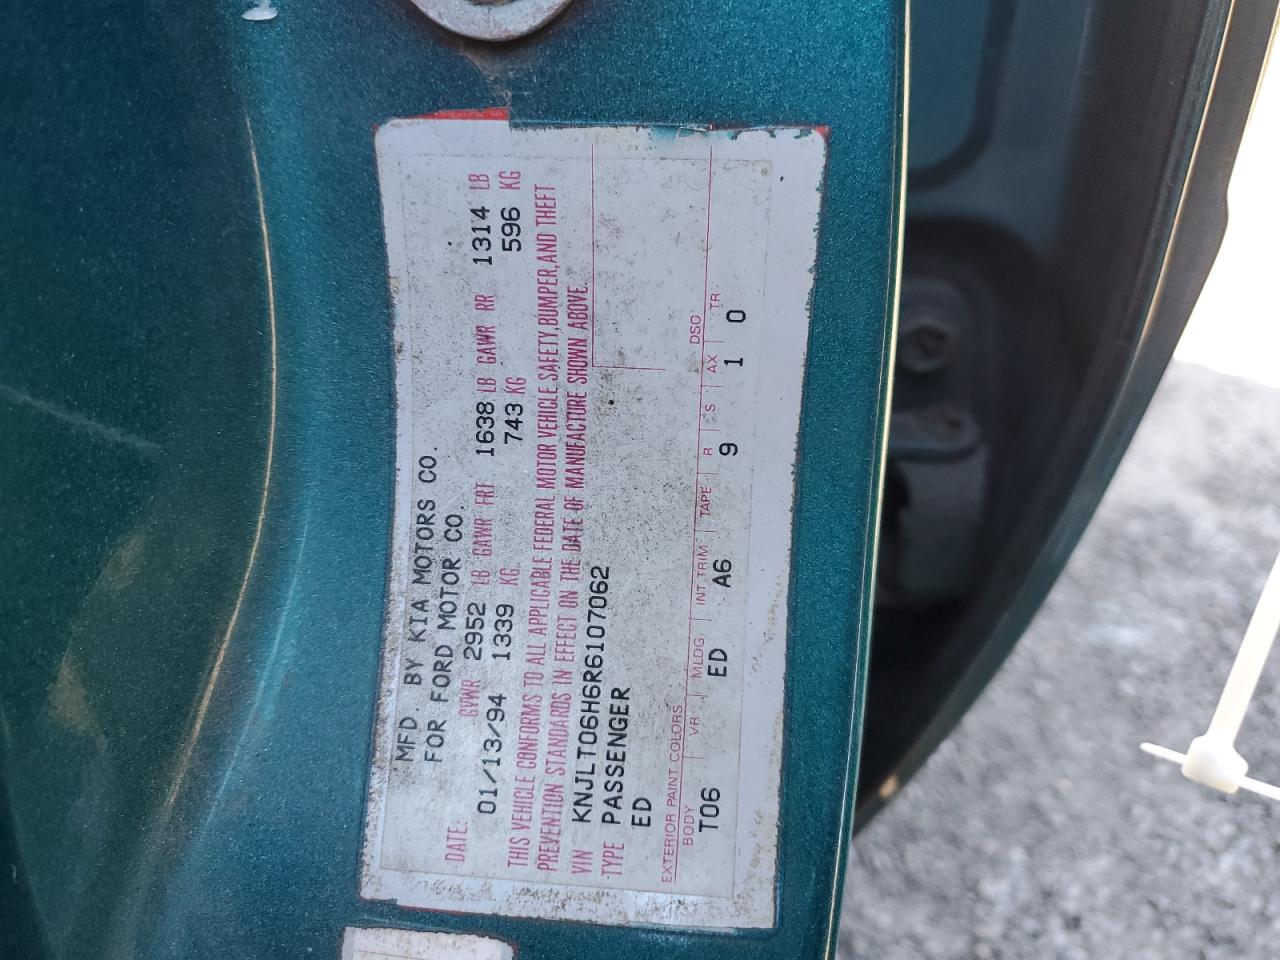 MFD. BY KIA MOTORS CO.
FOR FORD MOTOR CO.
DATE: GVWR 2952 LB GAWR FRT 1638 LB GAWR RR 1314 LB
01/13/94 1339 KG 743 KG 596 KG
THIS VEHICLE CONFORMS TO ALL APPLICABLE FEDERAL MOTOR VEHICLE SAFETY, BUMPER, AND THEFT
PREVENTION STANDARDS IN EFFECT ON THE DATE OF MANUFACTURE SHOWN ABOVE.
VIN KNJLT06H6R6107062
TYPE PASSENGER
ED
EXTERIOR PAINT COLORS DSO
BODY VR MLDG. INT. TRIM TAPE R S AX TR
T06 ED A6 9 1 0